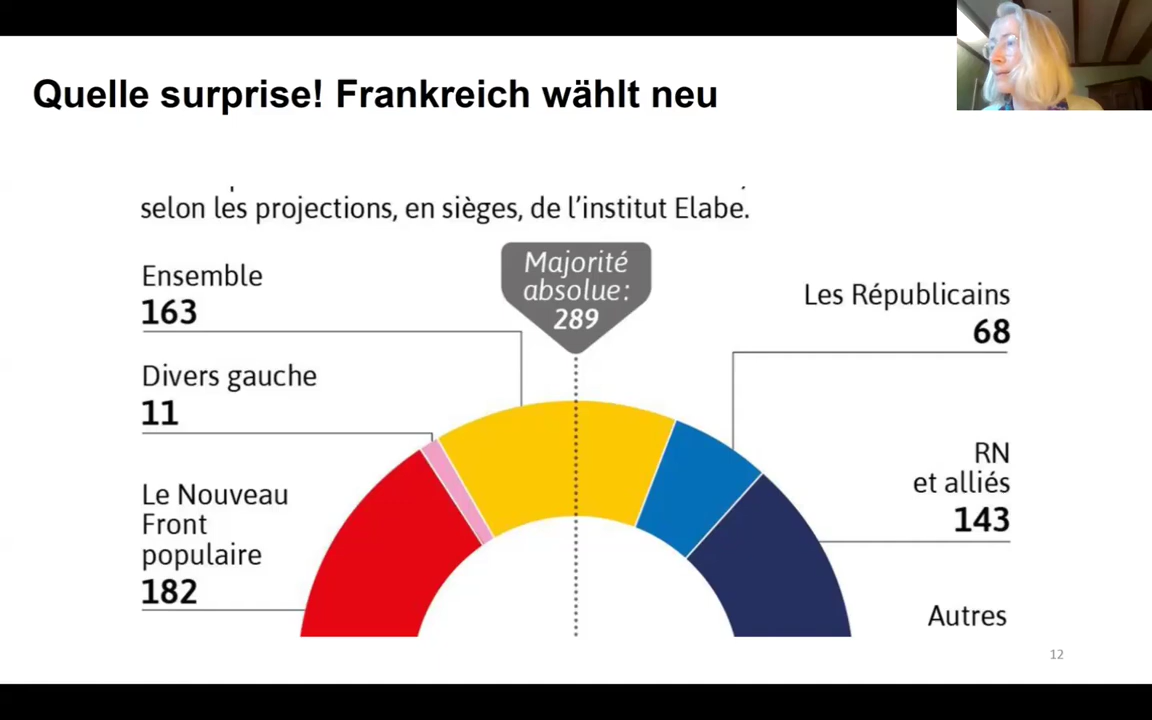 Quelle surprise! Frankreich wählt neu
selon les projections, en sièges, de l'institut Elabe.
Ensemble
163
Majorité
absolue:
289
Les Républicains
68
Divers gauche
11
RN
et alliés
143
Le Nouveau
Front
populaire
182
Autres
12